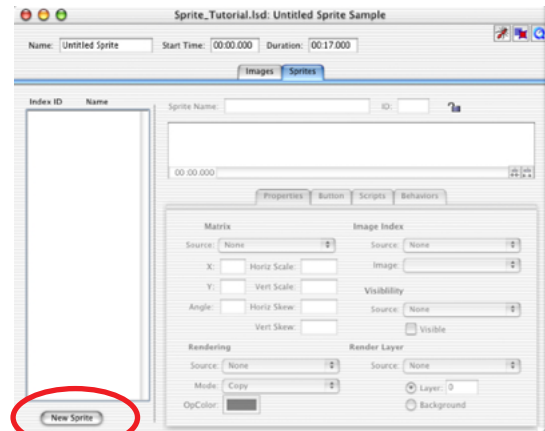 Sprite_Tutorial.lsd: Untitled Sprite Sample
Name: Untitled Sprite Start Time: 00:00.000 Duration: 00:17.000
Images Sprites
Index ID Name
Sprite Name: ID:
00:00.000
Properties Button Scripts Behaviors
Matrix Image Index
Source: None Source: None
X: Horiz Scale: Image:
Y: Vert Scale: Visiblility
Angle: Horiz Skew: Source: None
Vert Skew: Visible
Rendering Render Layer
Source: None Source: None
Mode: Copy Layer: 0
OpColor: Background
New Sprite